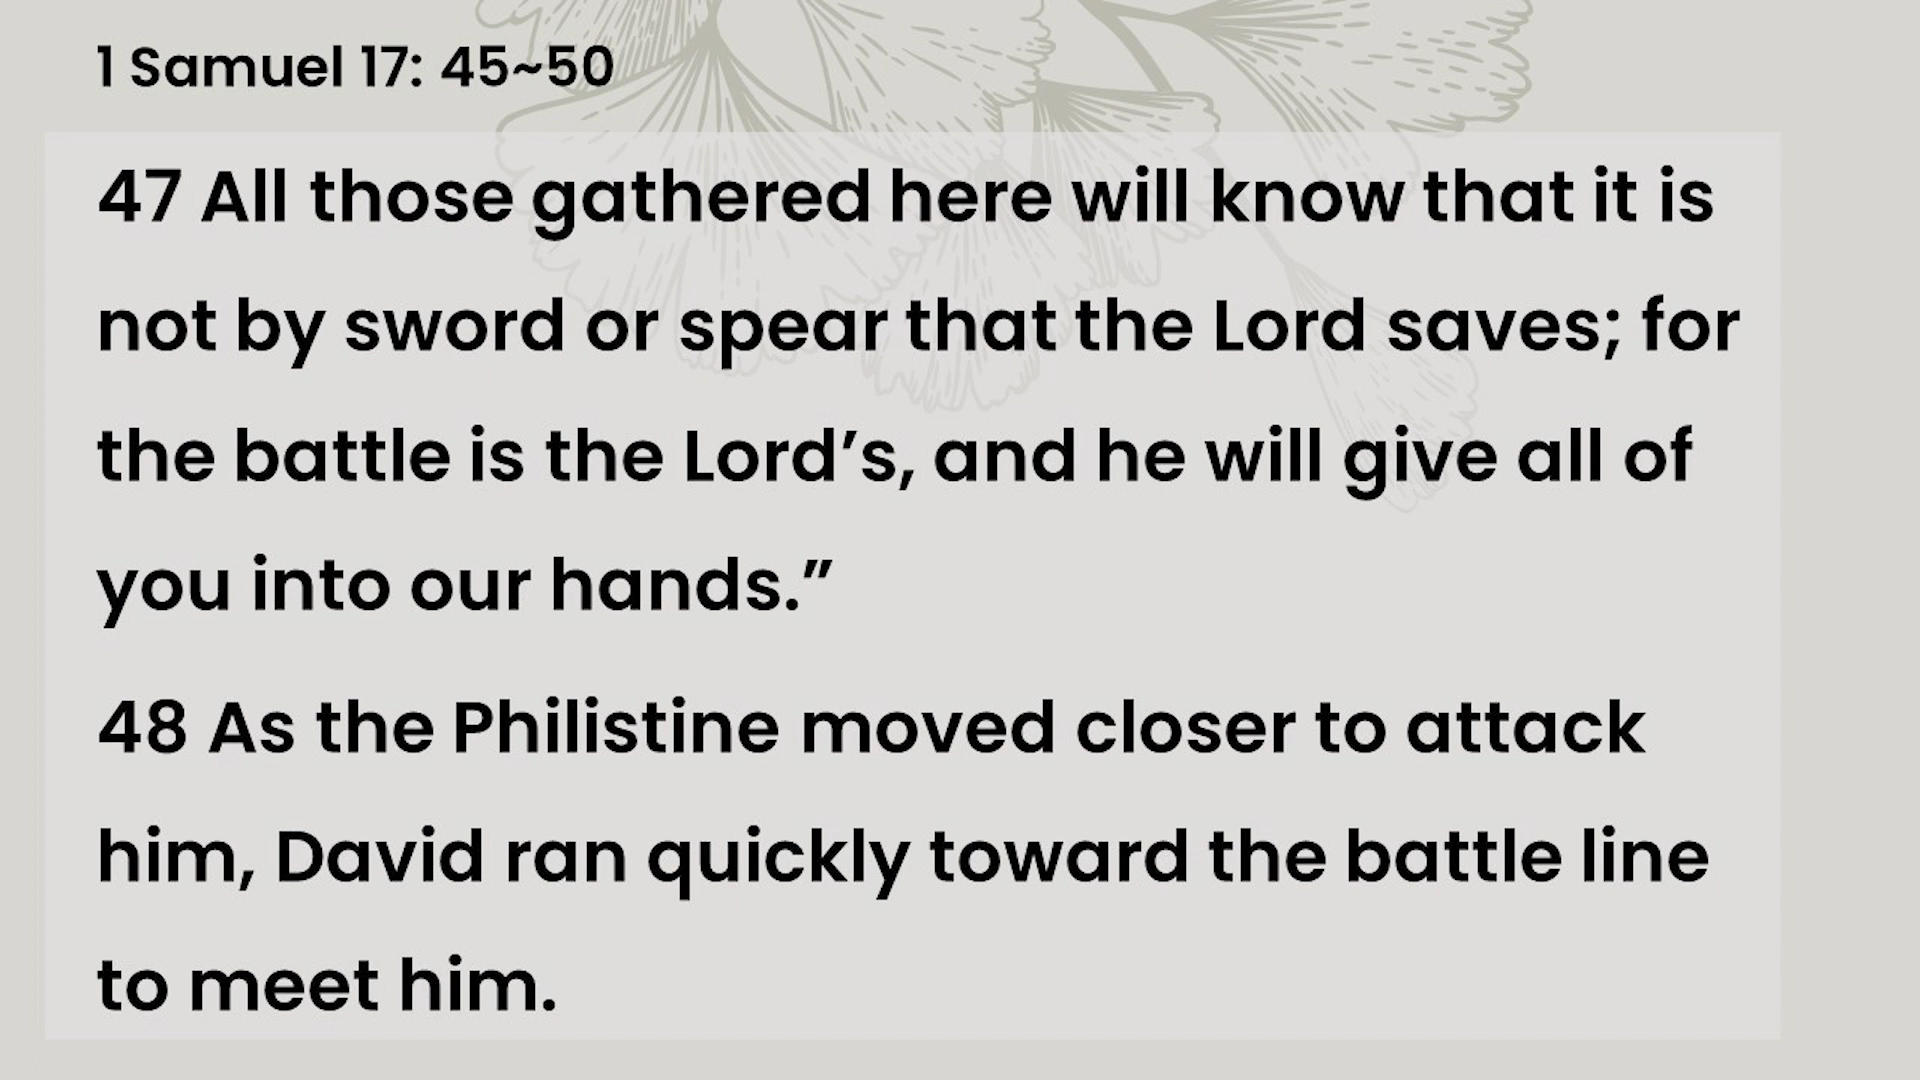 1 Samuel 17: 45~50
47 All those gathered here will know that it is
not by sword or spear that the Lord saves; for
the battle is the Lord’s, and he will give all of
you into our hands.”
48 As the Philistine moved closer to attack
him, David ran quickly toward the battle line
to meet him.